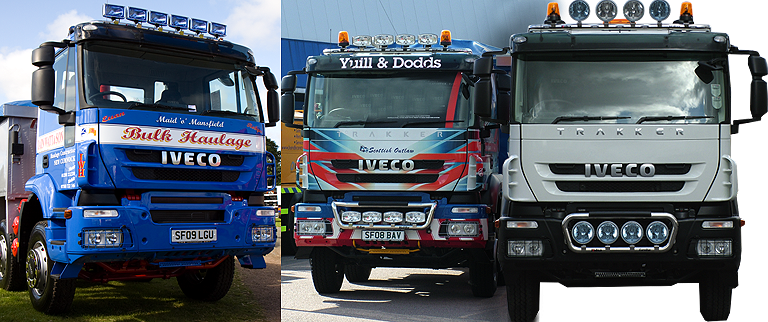 Maid 'o' Mansfield
Bulk Haulage
IVECO
SF09 LGU
Yuill & Dodds
TRAKKER
Scottish Outlaw
IVECO
SF08 BAV
TRAKKER
IVECO